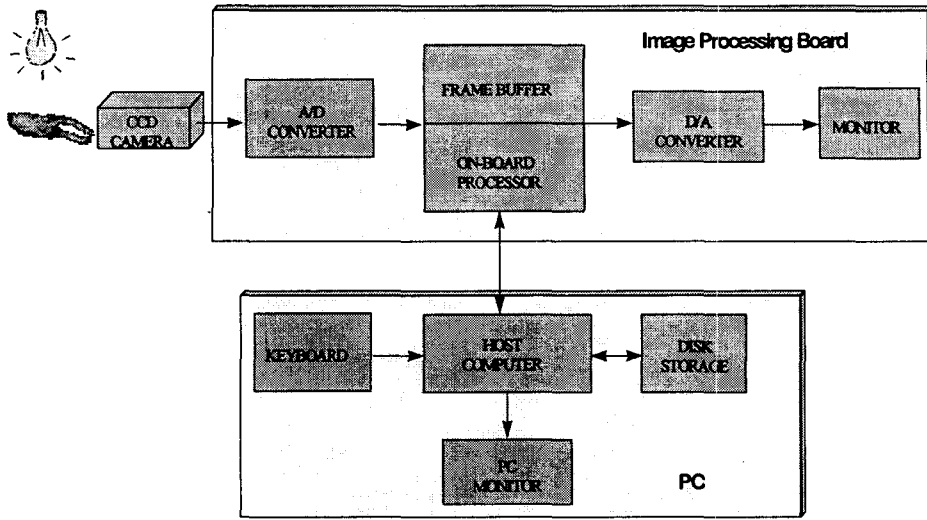 Image Processing Board
CCD
CAMERA
A/D
CONVERTER
FRAME BUFFER
ON-BOARD
PROCESSOR
D/A
CONVERTER
MONITOR
KEYBOARD
HOST
COMPUTER
DISK
STORAGE
PC
MONITOR
PC